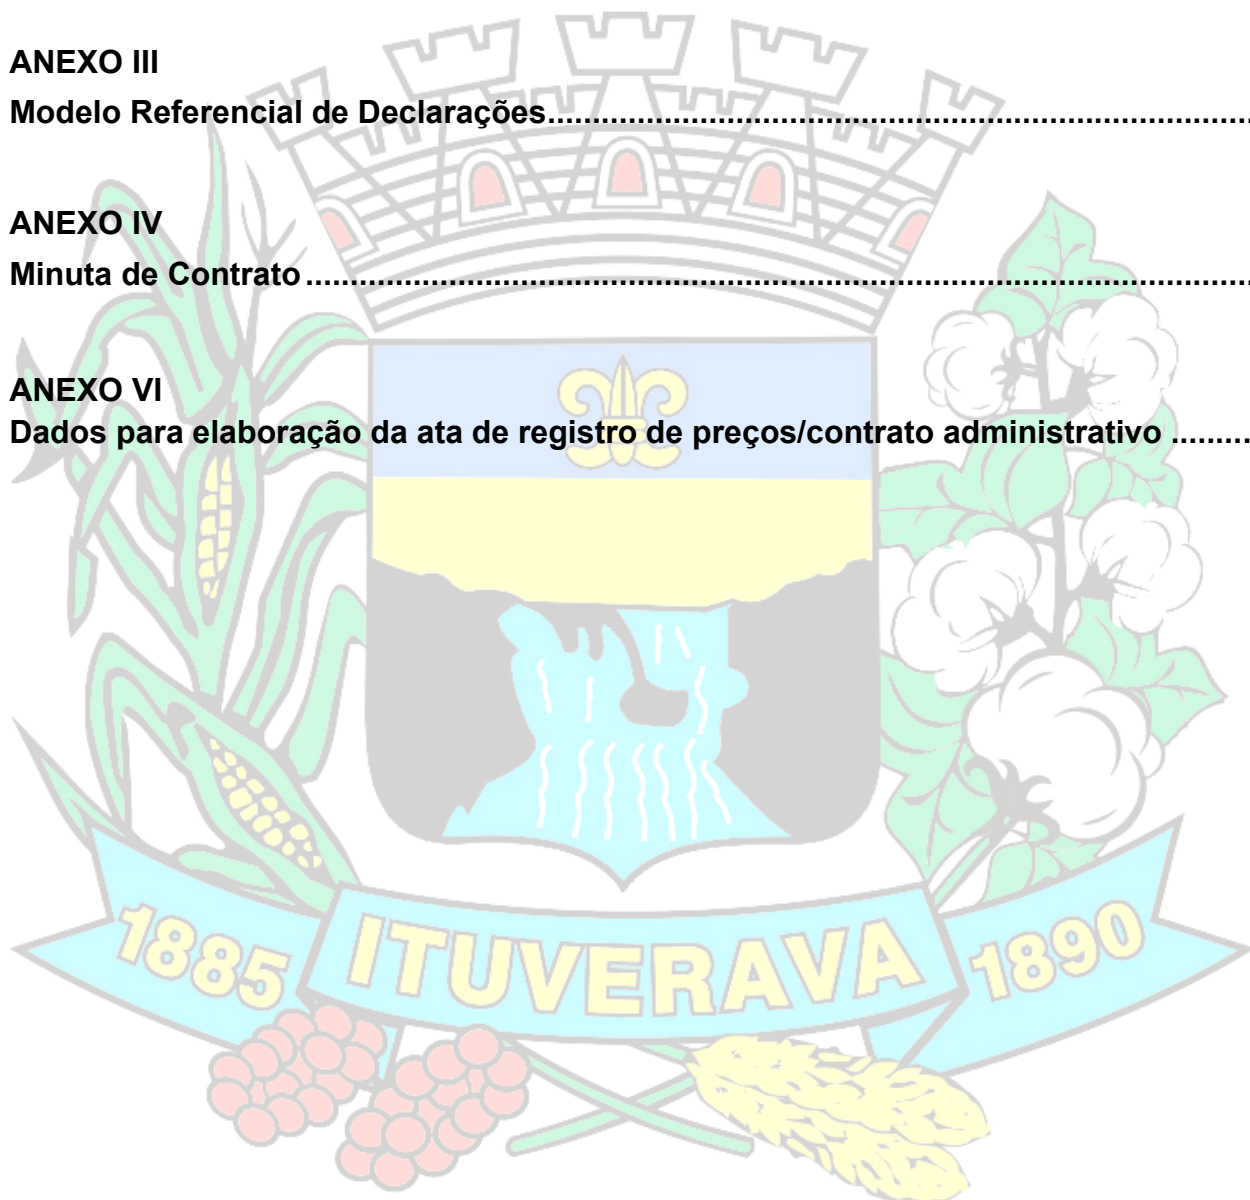 ANEXO III
Modelo Referencial de Declarações..............................................................................
ANEXO IV
Minuta de Contrato.........................................................................................................
ANEXO VI
Dados para elaboração da ata de registro de preços/contrato administrativo .........
1885 ITUVERAVA 1890